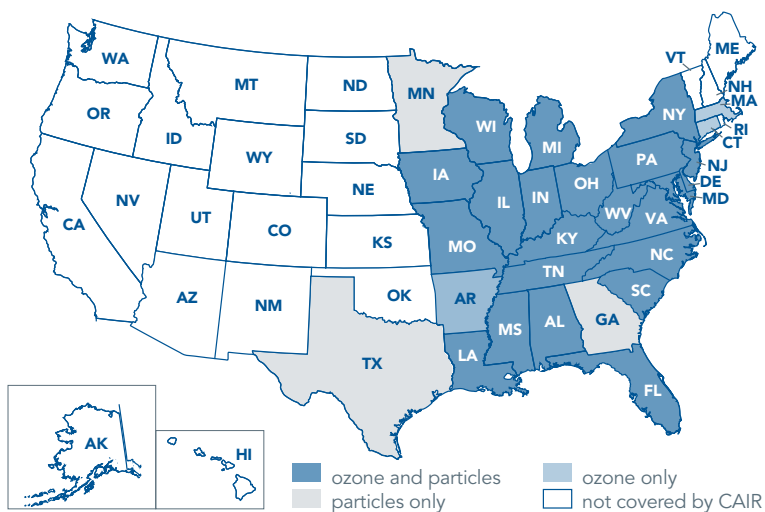 WA
MT
ND
MN
VT
ME
OR
ID
SD
WI
MI
NY
NH
MA
WY
RI
CT
NE
IA
PA
NJ
NV
UT
IL
IN
OH
DE
MD
CA
CO
KS
MO
WV
VA
KY
NC
AZ
NM
OK
AR
TN
SC
TX
MS
AL
GA
LA
FL
AK
HI
ozone and particles
ozone only
particles only
not covered by CAIR